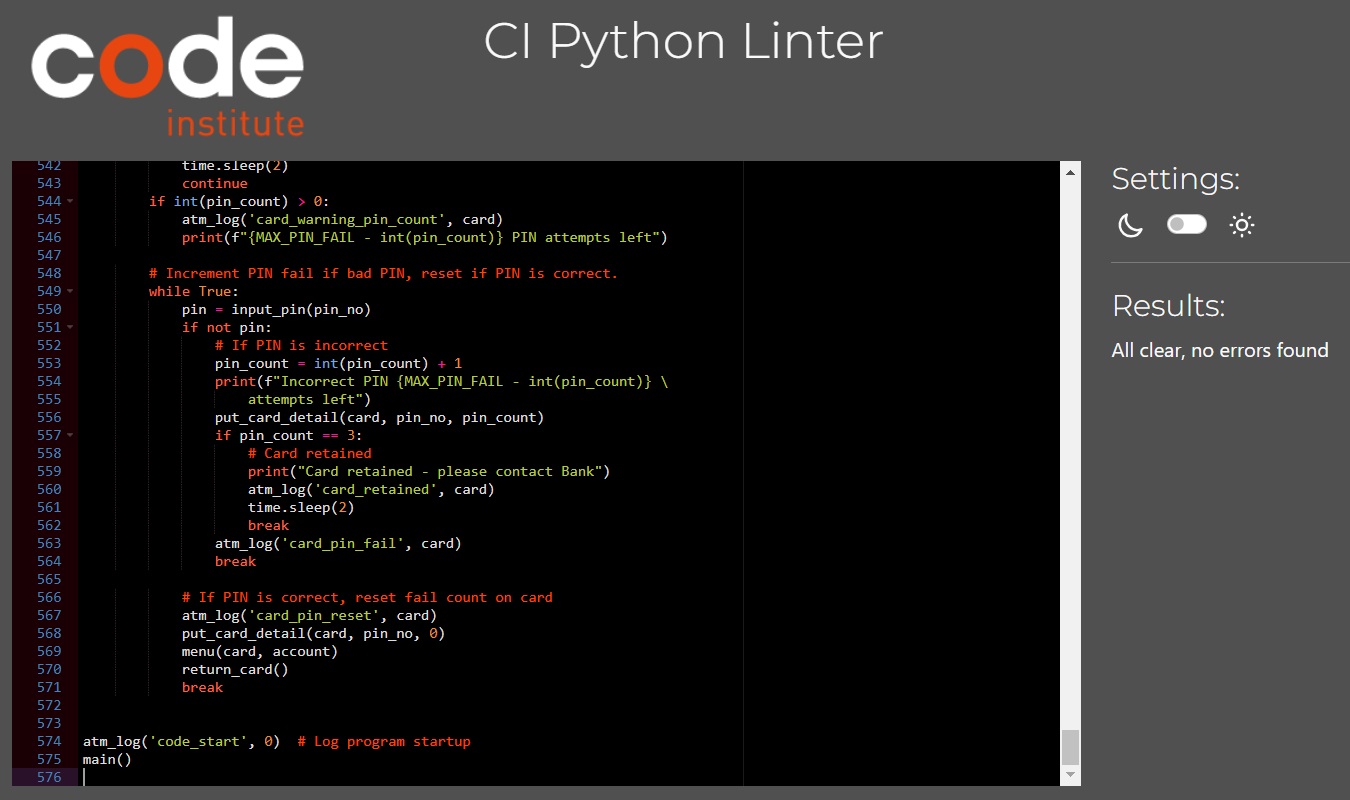 code
institute
CI Python Linter
542 time.sleep(2)
543 continue
544 if int(pin_count) > 0:
545 atm_log('card_warning_pin_count', card)
546 print(f"{MAX_PIN_FAIL - int(pin_count)} PIN attempts left")
547
548 # Increment PIN fail if bad PIN, reset if PIN is correct.
549 while True:
550 pin = input_pin(pin_no)
551 if not pin:
552 # If PIN is incorrect
553 pin_count = int(pin_count) + 1
554 print(f"Incorrect PIN {MAX_PIN_FAIL - int(pin_count)} \
555 attempts left")
556 put_card_detail(card, pin_no, pin_count)
557 if pin_count == 3:
558 # Card retained
559 print("Card retained - please contact Bank")
560 atm_log('card_retained', card)
561 time.sleep(2)
562 break
563 atm_log('card_pin_fail', card)
564 break
565
566 # If PIN is correct, reset fail count on card
567 atm_log('card_pin_reset', card)
568 put_card_detail(card, pin_no, 0)
569 menu(card, account)
570 return_card()
571 break
572
573
574 atm_log('code_start', 0)  # Log program startup
575 main()
576
Settings:
Results:
All clear, no errors found